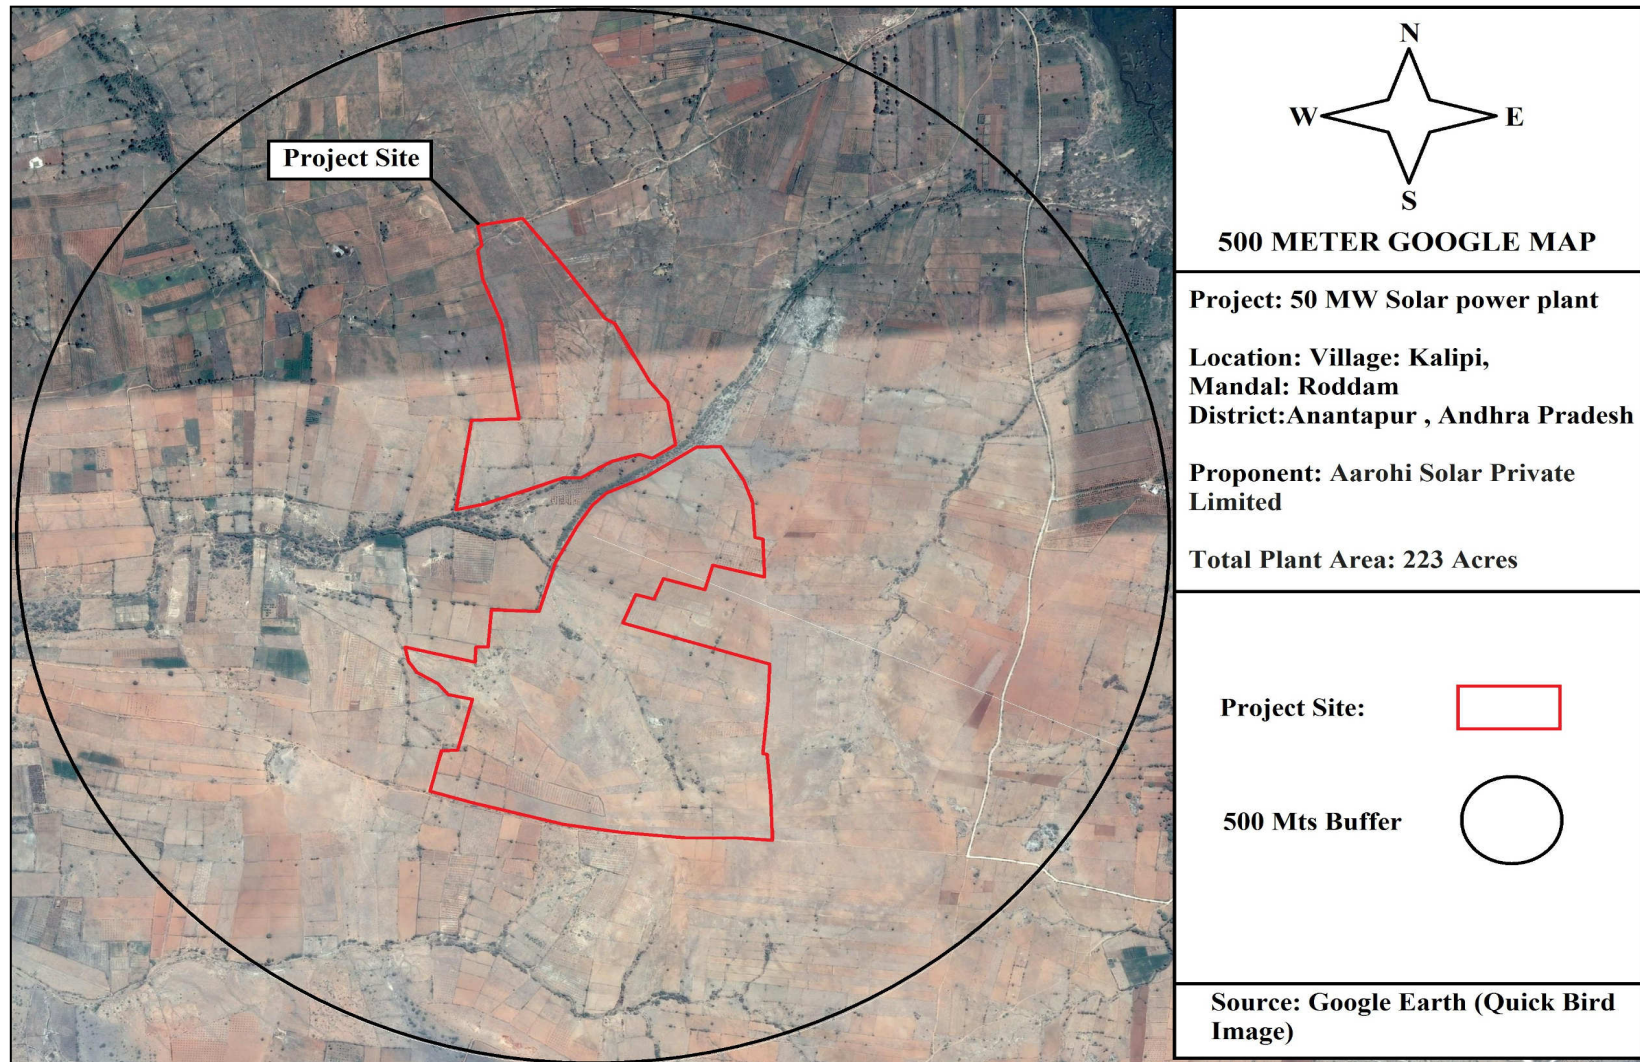 Project Site
N
W
E
S
500 METER GOOGLE MAP
Project: 50 MW Solar power plant
Location: Village: Kalipi,
Mandal: Roddam
District:Anantapur , Andhra Pradesh
Proponent: Aarohi Solar Private
Limited
Total Plant Area: 223 Acres
Project Site:
500 Mts Buffer
Source: Google Earth (Quick Bird
Image)